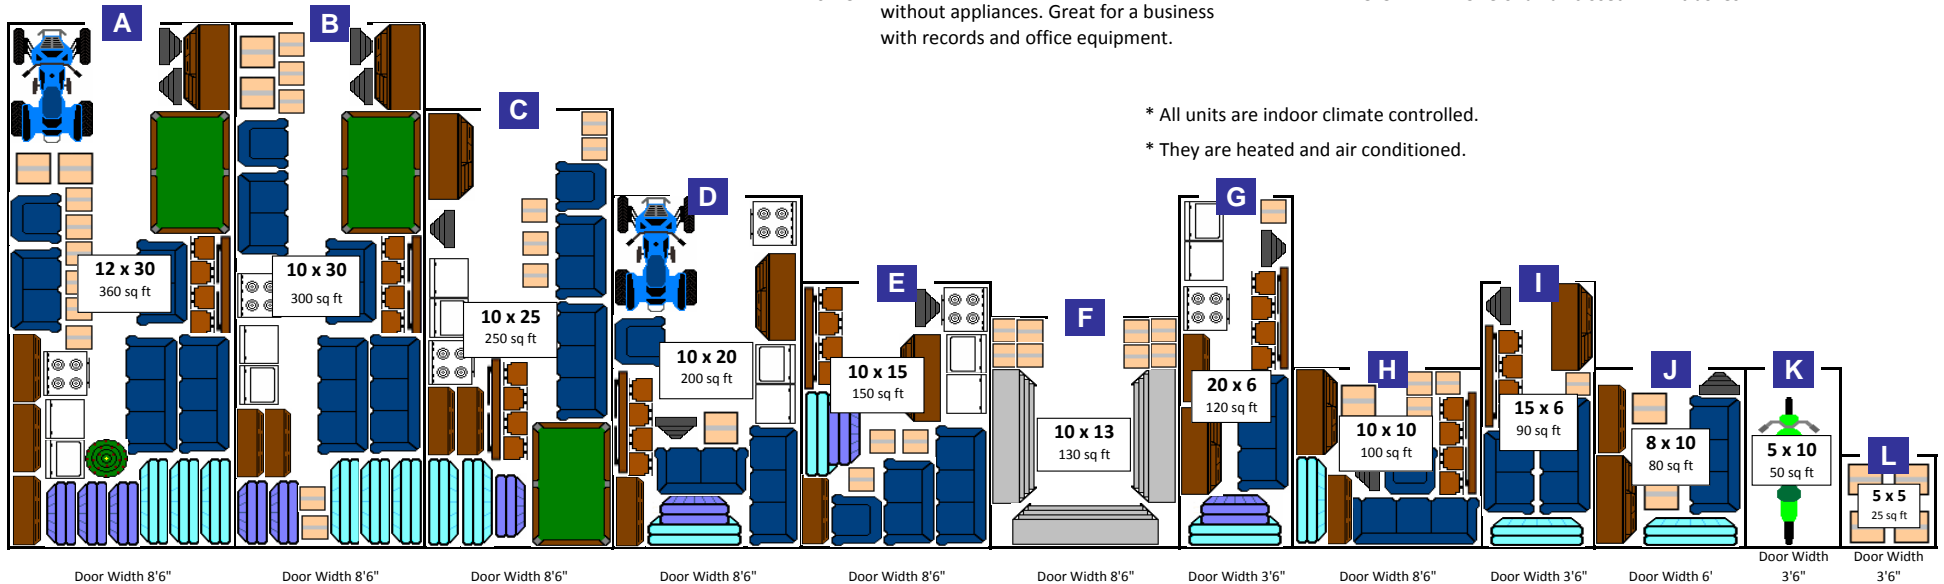 without appliances. Great for a business
with records and office equipment.
* All units are indoor climate controlled.
* They are heated and air conditioned.
A
B
C
D
E
F
G
H
I
J
K
L
12 x 30
360 sq ft
10 x 30
300 sq ft
10 x 25
250 sq ft
10 x 20
200 sq ft
10 x 15
150 sq ft
10 x 13
130 sq ft
20 x 6
120 sq ft
10 x 10
100 sq ft
15 x 6
90 sq ft
8 x 10
80 sq ft
5 x 10
50 sq ft
5 x 5
25 sq ft
Door Width 8'6"
Door Width 8'6"
Door Width 8'6"
Door Width 8'6"
Door Width 8'6"
Door Width 8'6"
Door Width 3'6"
Door Width 8'6"
Door Width 3'6"
Door Width 6'
Door Width
3'6"
Door Width
3'6"